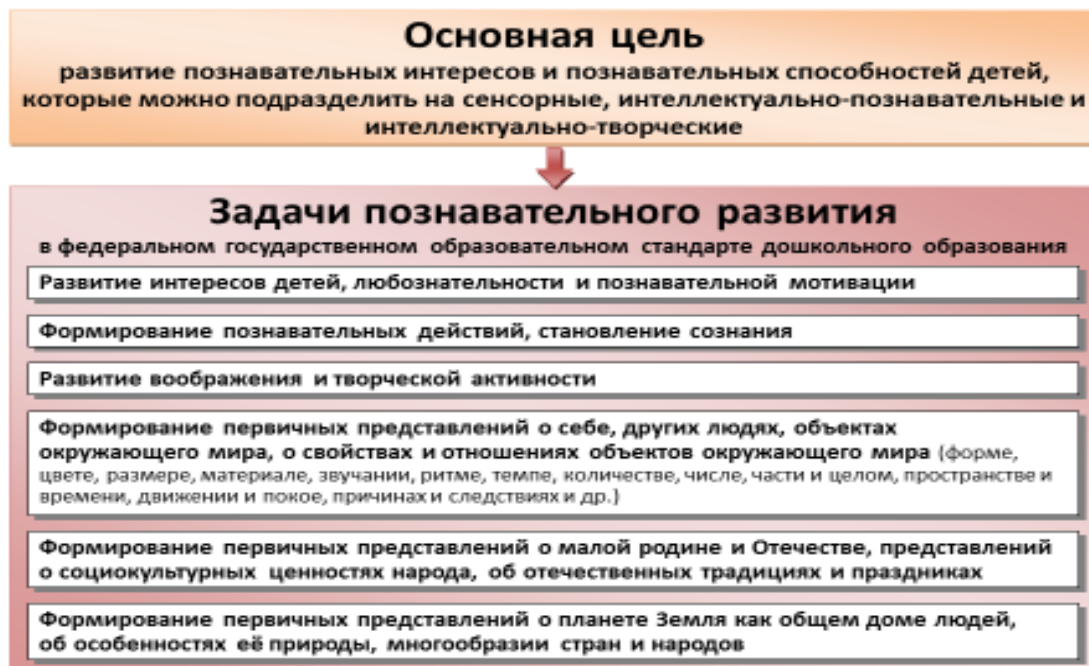 Основная цель
развитие познавательных интересов и познавательных способностей детей,
которые можно подразделить на сенсорные, интеллектуально-познавательные и
интеллектуально-творческие
Задачи познавательного развития
в федеральном государственном образовательном стандарте дошкольного образования
Развитие интересов детей, любознательности и познавательной мотивации
Формирование познавательных действий, становление сознания
Развитие воображения и творческой активности
Формирование первичных представлений о себе, других людях, объектах
окружающего мира, о свойствах и отношениях объектов окружающего мира (форме,
цвете, размере, материале, звучании, ритме, темпе, количестве, числе, части и целом, пространстве и
времени, движении и покое, причинах и следствиях и др.)
Формирование первичных представлений о малой родине и Отечестве, представлений
о социокультурных ценностях народа, об отечественных традициях и праздниках
Формирование первичных представлений о планете Земля как общем доме людей,
об особенностях её природы, многообразии стран и народов